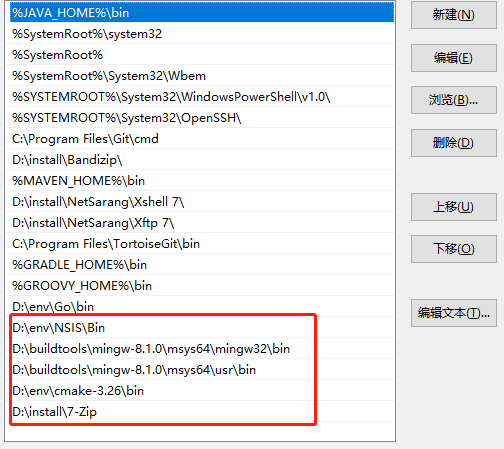 %JAVA_HOME%\bin
%SystemRoot%\system32
%SystemRoot%
%SystemRoot%\System32\Wbem
%SYSTEMROOT%\System32\WindowsPowerShell\v1.0\
%SYSTEMROOT%\System32\OpenSSH\
C:\Program Files\Git\cmd
D:\install\Bandizip\
%MAVEN_HOME%\bin
D:\install\NetSarang\Xshell 7\
D:\install\NetSarang\Xftp 7\
C:\Program Files\TortoiseGit\bin
%GRADLE_HOME%\bin
%GROOVY_HOME%\bin
D:\env\Go\bin
D:\env\NSIS\Bin
D:\buildtools\mingw-8.1.0\msys64\mingw32\bin
D:\buildtools\mingw-8.1.0\msys64\usr\bin
D:\env\cmake-3.26\bin
D:\install\7-Zip
新建(N)
编辑(E)
浏览(B)...
删除(D)
上移(U)
下移(O)
编辑文本(T)...